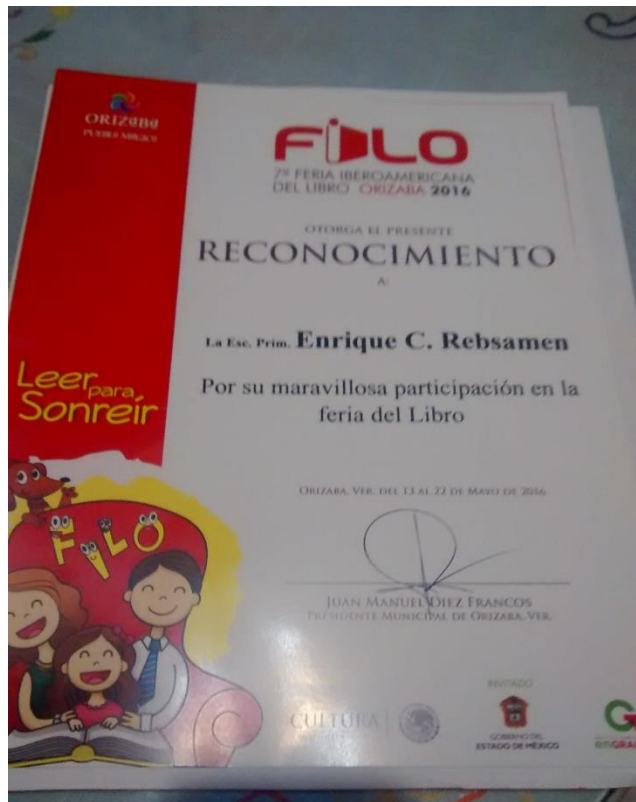 ORIZABA
PUEBLO MÁGICO
FILO
7ª FERIA IBEROAMERICANA
DEL LIBRO ORIZABA 2016
OTORGA EL PRESENTE
RECONOCIMIENTO
A:
La Esc. Prim. Enrique C. Rebsamen
Por su maravillosa participación en la
feria del Libro
Leer para
Sonreír
ORIZABA, VER. DEL 13 AL 22 DE MAYO DE 2016
FILO
JUAN MANUEL DIEZ FRANCOS
PRESIDENTE MUNICIPAL DE ORIZABA, VER.
INVITADO
CULTURA
GOBIERNO DEL
ESTADO DE MÉXICO